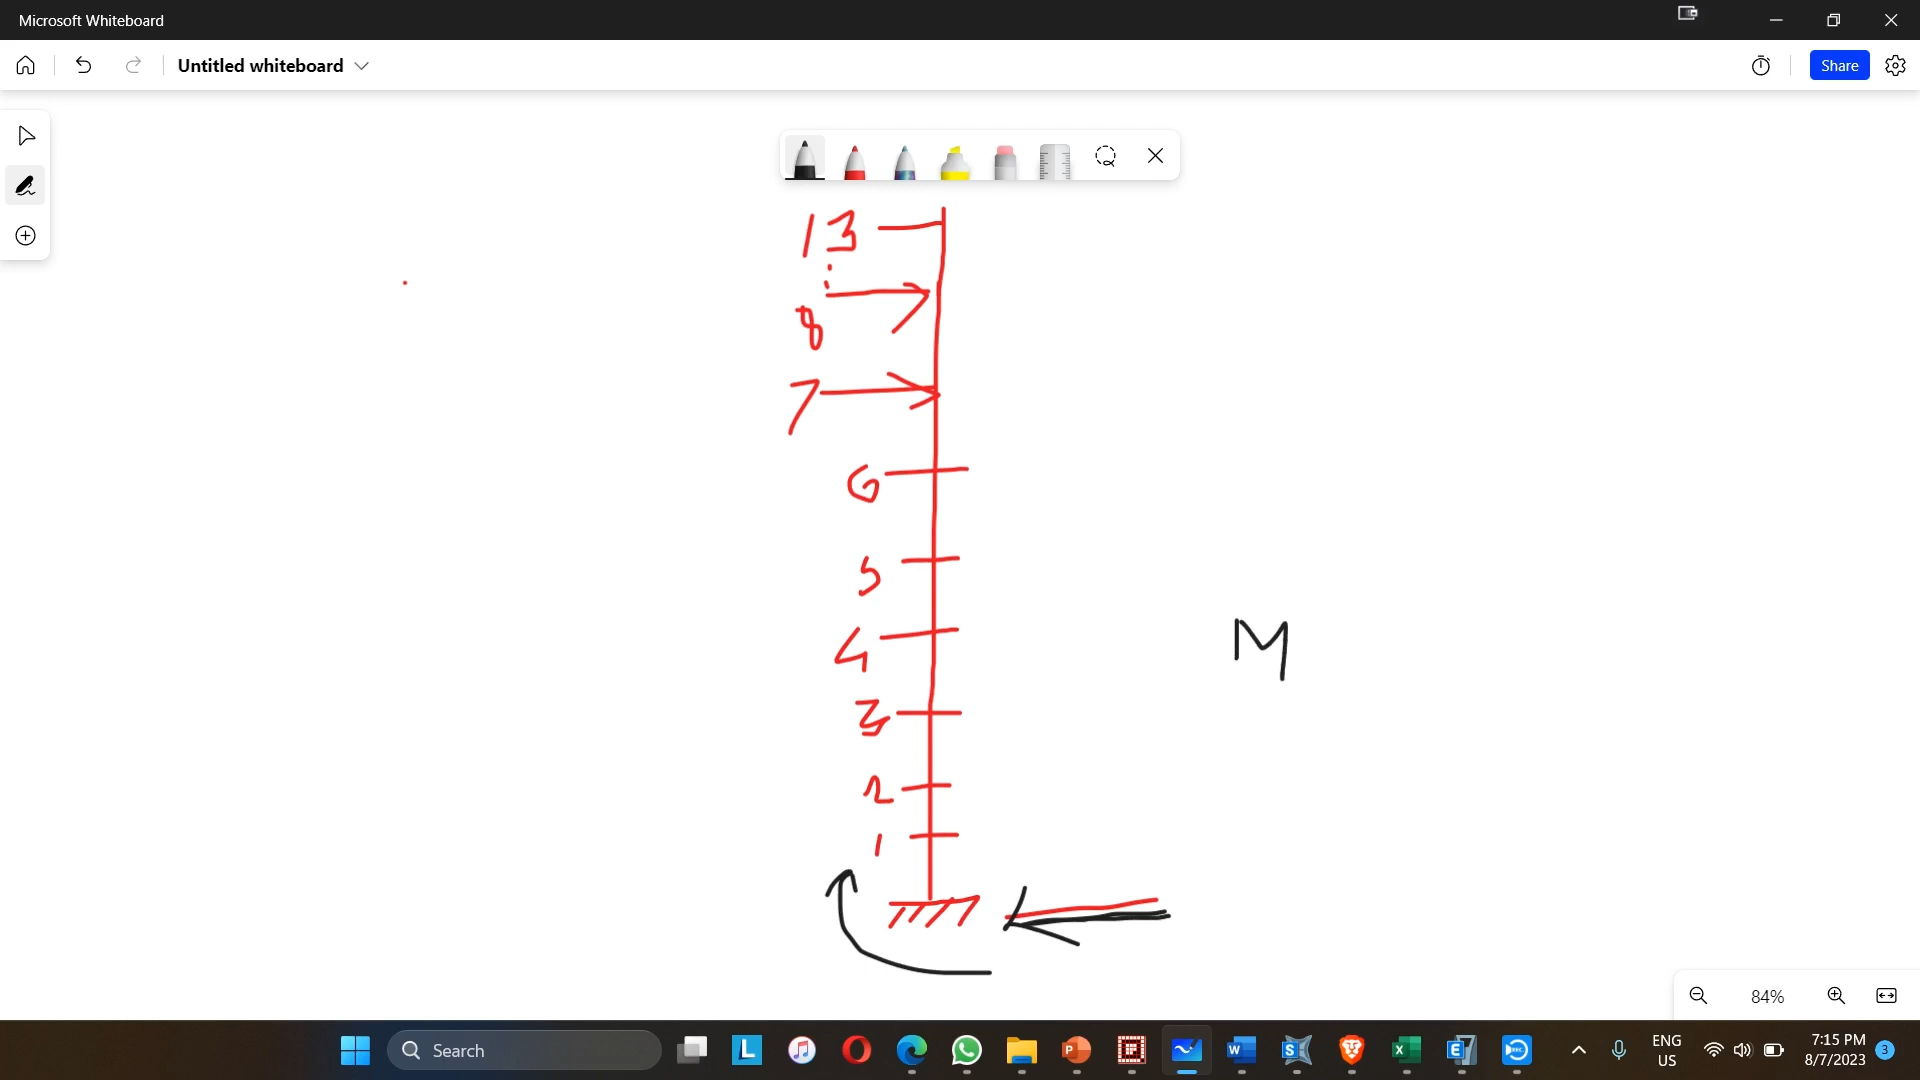 Microsoft Whiteboard
Untitled whiteboard
Share
13
8
7
6
5
4
3
2
1
M
84%
Search
ENG
US
7:15 PM
8/7/2023
3